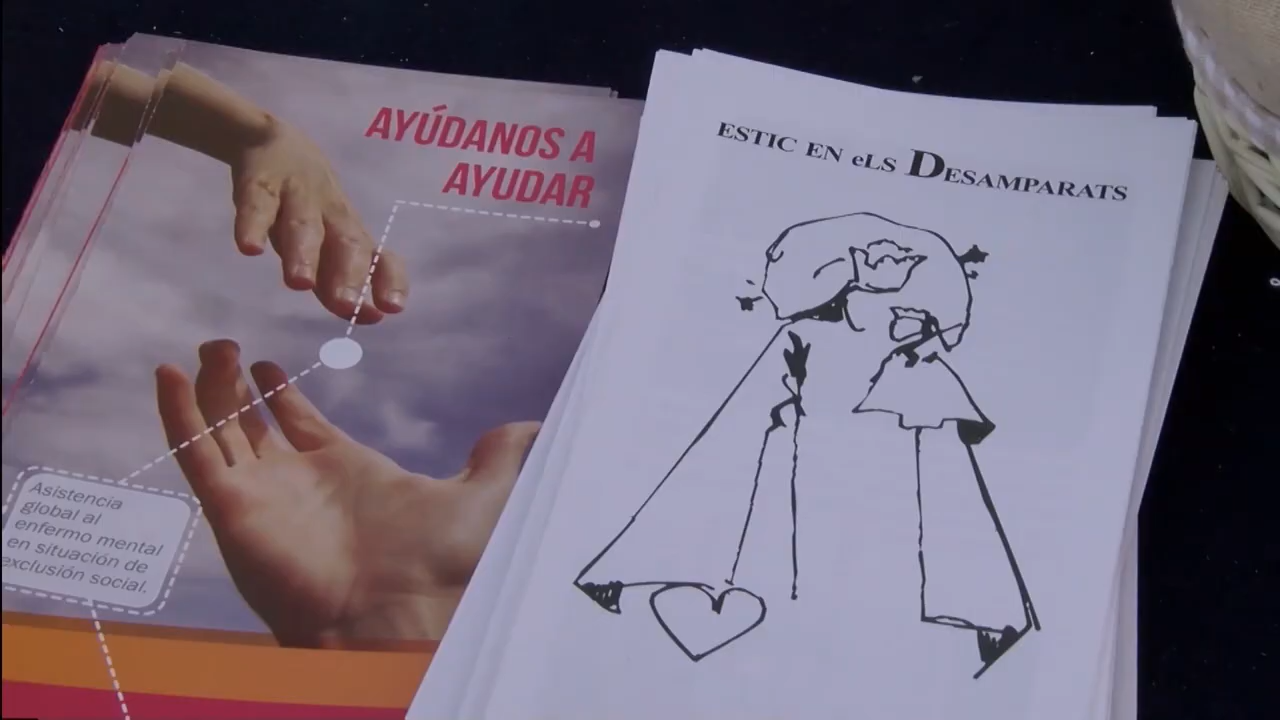 AYÚDANOS A
AYUDAR
Asistencia
global al
enfermo mental
en situación de
exclusión social.
ESTIC EN eLS DESAMPARATS